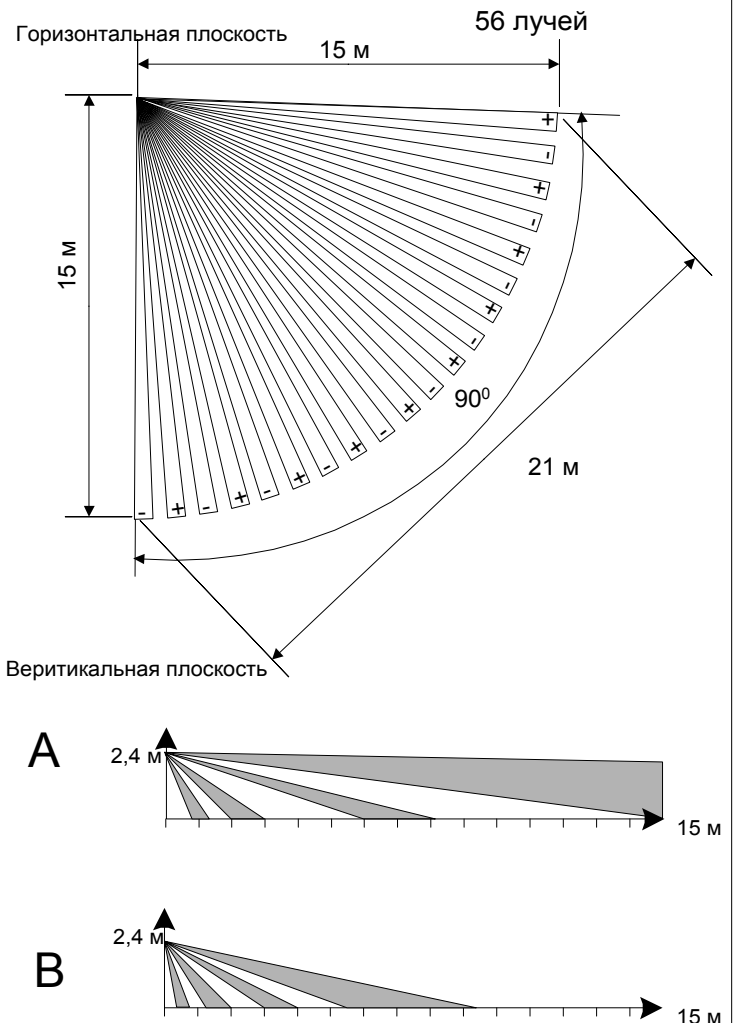 Горизонтальная плоскость
56 лучей
15 м
15 м
+
-
+
-
+
-
+
-
+
-
+
-
+
-
+
-
+
-
+
-
90⁰
21 м
Веритикальная плоскость
A
2,4 м
15 м
B
2,4 м
15 м